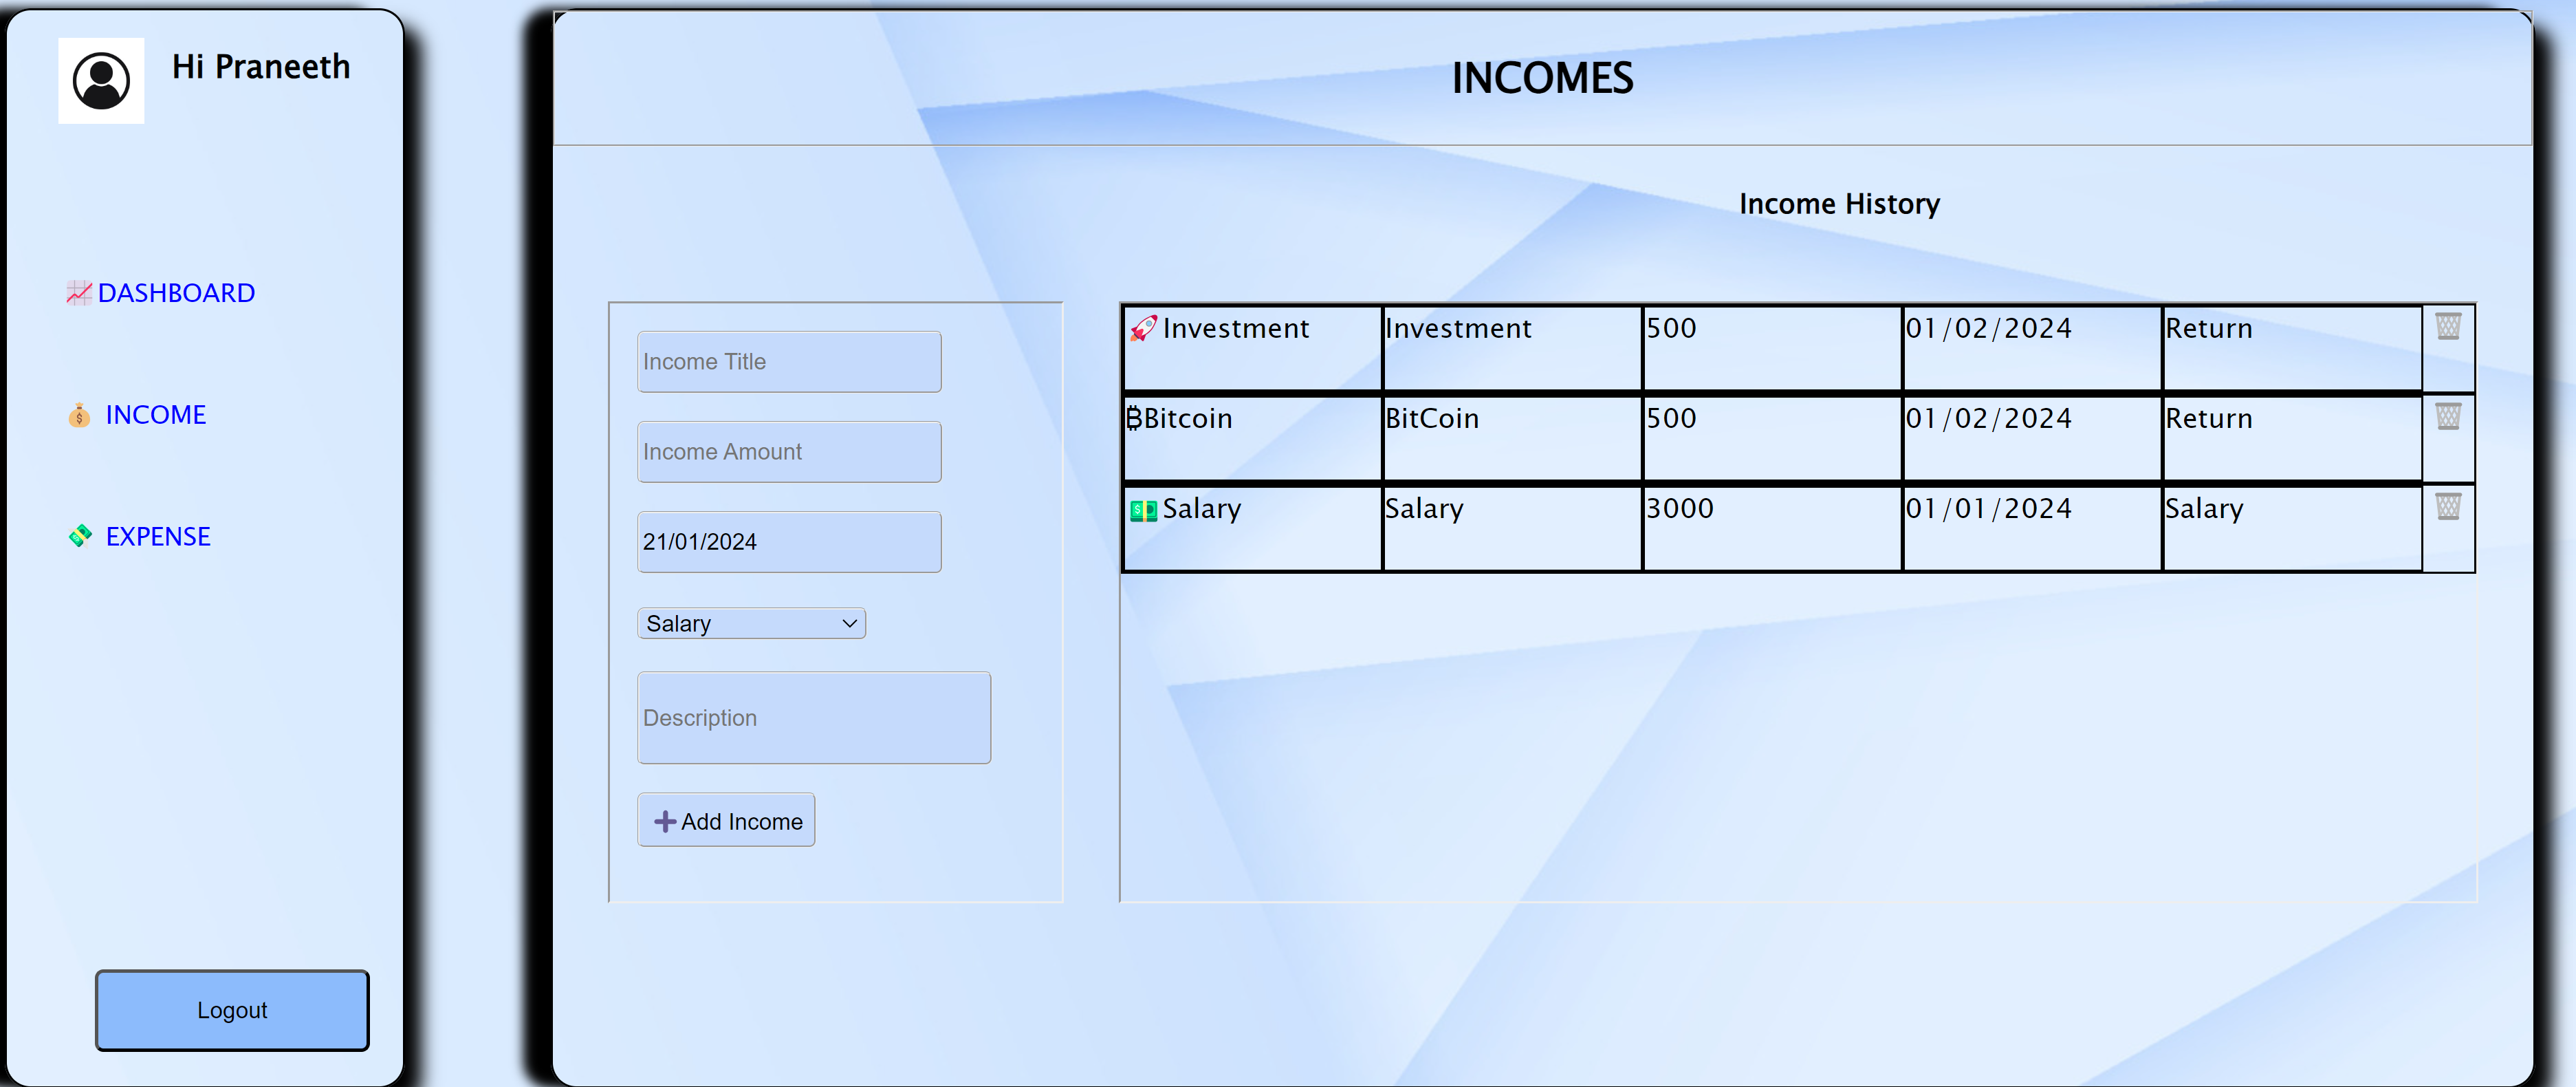 Hi Praneeth
DASHBOARD
INCOME
EXPENSE
Logout
INCOMES
Income History
Income Title
Income Amount
21/01/2024
Salary
Description
Add Income
Investment Investment 500 01/02/2024 Return
₿Bitcoin BitCoin 500 01/02/2024 Return
Salary Salary 3000 01/01/2024 Salary